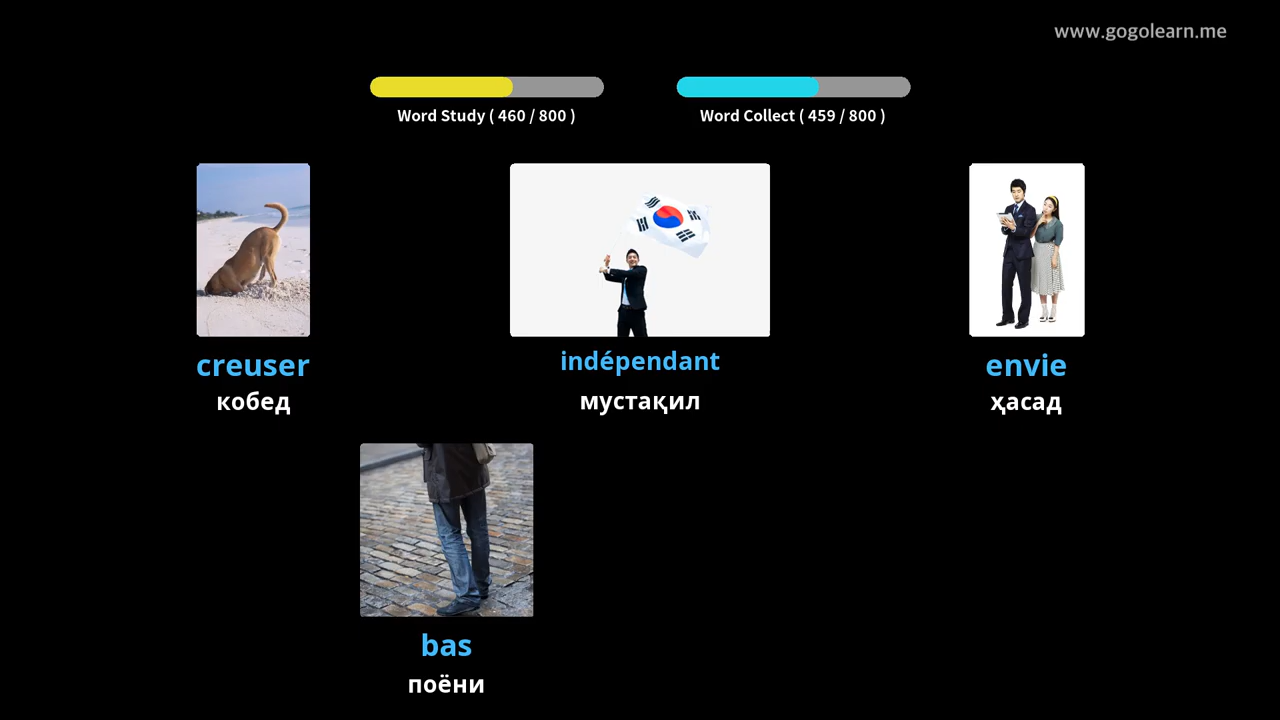 www.gogolearn.me
Word Study ( 460 / 800 )
Word Collect ( 459 / 800 )
creuser
indépendant
envie
кобед
мустақил
ҳасад
bas
поёни